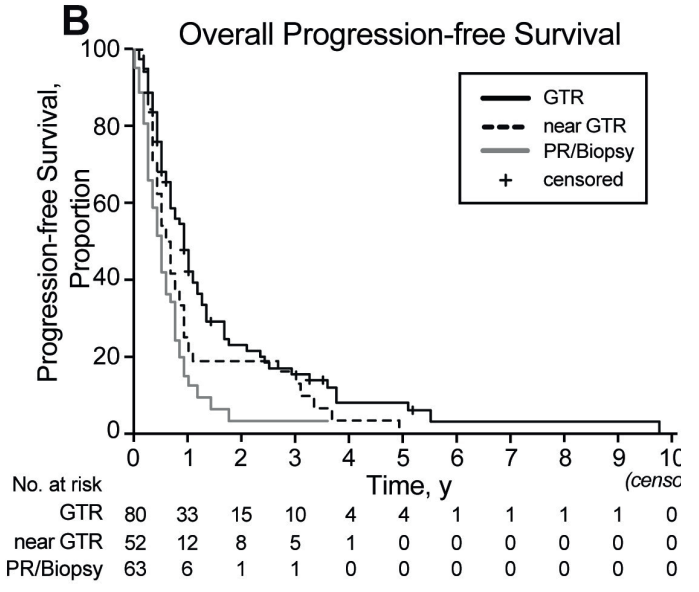 B
Overall Progression-free Survival
Progression-free Survival,
Proportion
100
80
60
40
20
0
GTR
near GTR
PR/Biopsy
censored
0 1 2 3 4 5 6 7 8 9 10
Time, y
(censo
No. at risk
GTR 80 33 15 10 4 4 1 1 1 1 0
near GTR 52 12 8 5 1 0 0 0 0 0 0
PR/Biopsy 63 6 1 1 0 0 0 0 0 0 0